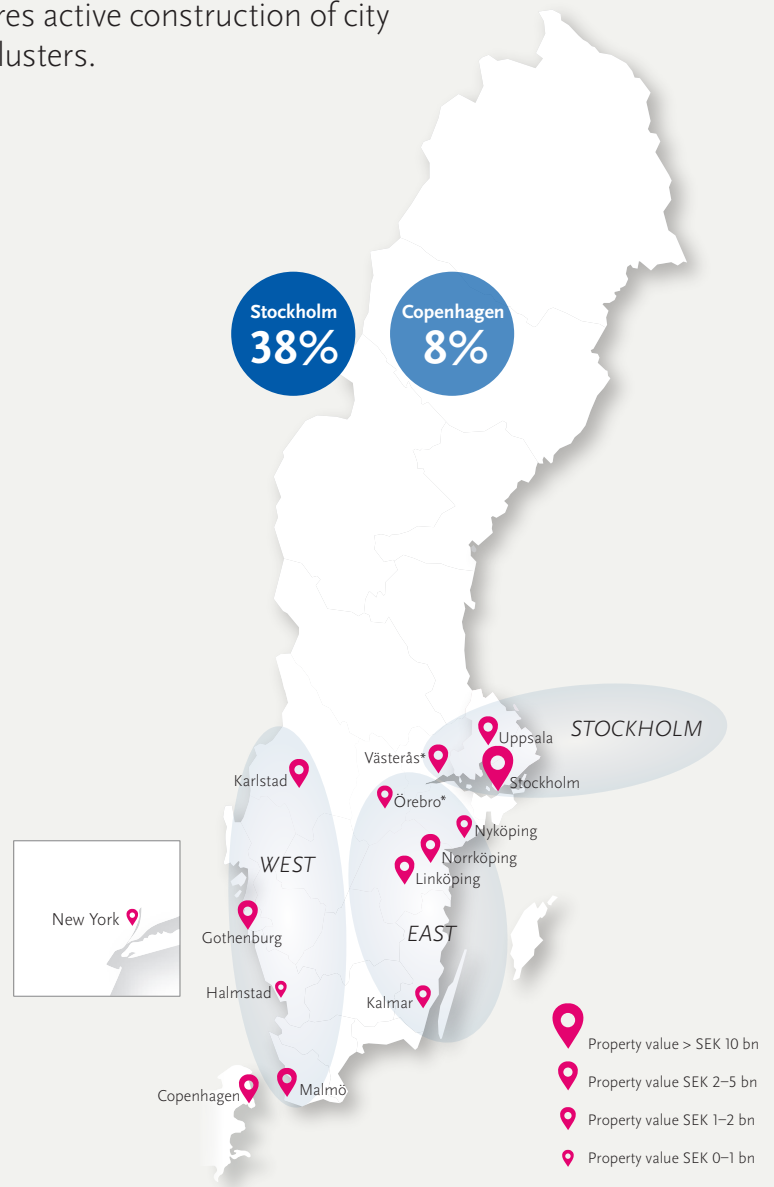 res active construction of city
lusters.
Stockholm
38%
Copenhagen
8%
STOCKHOLM
Uppsala
Västerås*
Stockholm
Karlstad
Örebro*
Nyköping
Norrköping
WEST
Linköping
New York
Gothenburg
EAST
Halmstad
Kalmar
Copenhagen
Malmö
Property value > SEK 10 bn
Property value SEK 2–5 bn
Property value SEK 1–2 bn
Property value SEK 0–1 bn